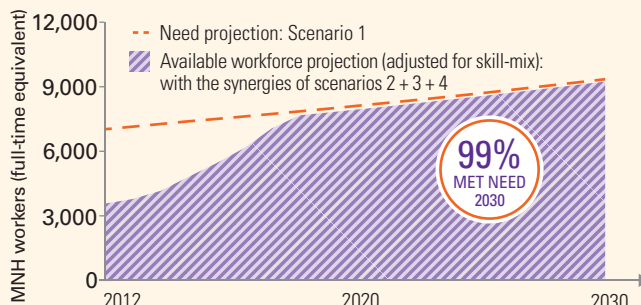 MNH workers (full-time equivalent)
12,000
9,000
6,000
3,000
0
Need projection: Scenario 1
Available workforce projection (adjusted for skill-mix):
with the synergies of scenarios 2 + 3 + 4
99%
MET NEED
2030
2012
2020
2030